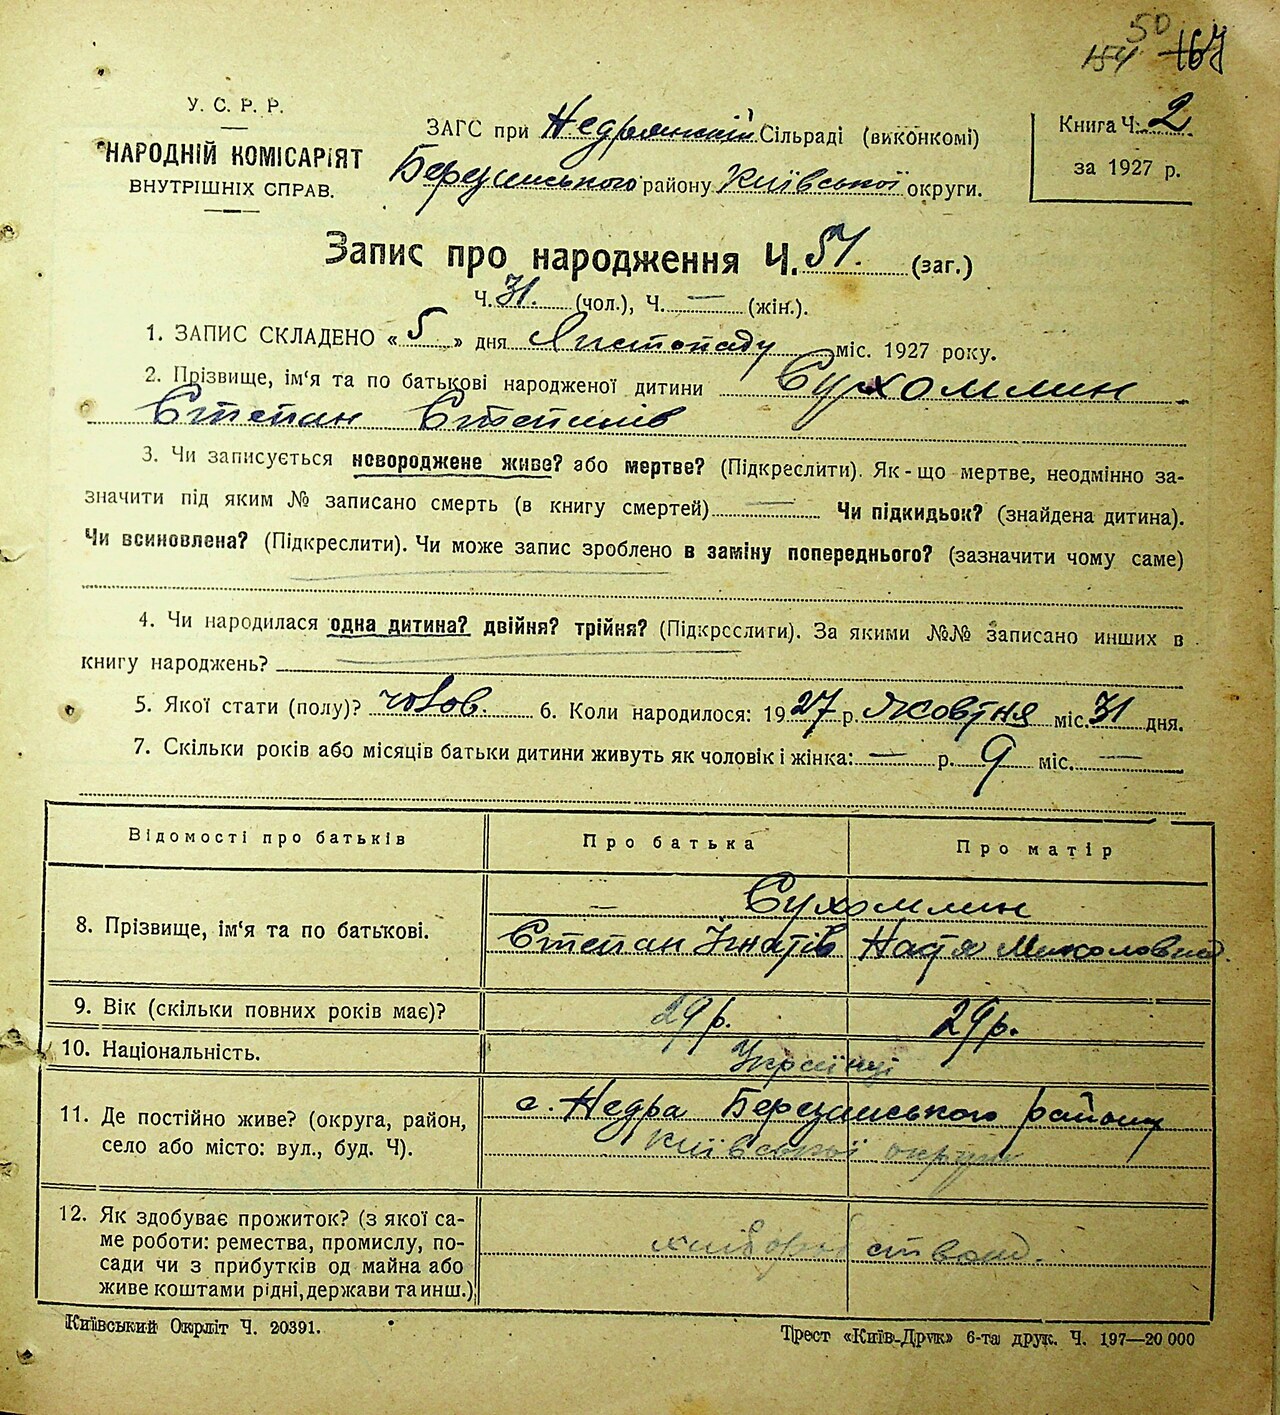 50
154 167
У. С. Р. Р.
НАРОДНІЙ КОМІСАРІЯТ
ВНУТРІШНІХ СПРАВ.
ЗАГС при Недрянскій Сільраді (виконкомі)
Березанського району Київської округи.
Книга Ч. 2
за 1927 р.
Запис про народження Ч. 51. (заг.)
Ч. 31. (чол.), Ч. — (жін.).
1. ЗАПИС СКЛАДЕНО « 5 » дня Листопаду міс. 1927 року.
2. Прізвище, ім‘я та по батькові народженої дитини Сухомлин
Степан Степанів
3. Чи записується новороджене живе? або мертве? (Підкреслити). Як-що мертве, неодмінно за-
значити під яким № записано смерть (в книгу смертей) — Чи підкидьок? (знайдена дитина).
Чи всиновлена? (Підкреслити). Чи може запис зроблено в заміну попереднього? (зазначити чому саме)
4. Чи народилася одна дитина? двійня? трійня? (Підкреслити). За якими №№ записано инших в
книгу народжень?
5. Якої стати (полу)? чолов. 6. Коли народилося: 1927 р. Жовтня міс. 31 дня.
7. Скільки років або місяців батьки дитини живуть як чоловік і жінка: — р. 9 міс. —
Відомості про батьків Про батька Про матір
8. Прізвище, ім‘я та по батькові. — Сухомлин
Степан Ігнатів Настя Миколовна
9. Вік (скільки повних років має)? 29 р. 29 р.
10. Національність. Українці
11. Де постійно живе? (округа, район, село або місто: вул., буд. Ч). с. Недра Березанського району
Київської округи
12. Як здобуває прожиток? (з якої са-
ме роботи: ремества, промислу, по- хліборобством.
сади чи з прибутків од майна або
живе коштами рідні, держави та инш.)
Київський Окрліт Ч. 20391.
Трест «Київ-Друк» 6-та друк. Ч. 197—20 000